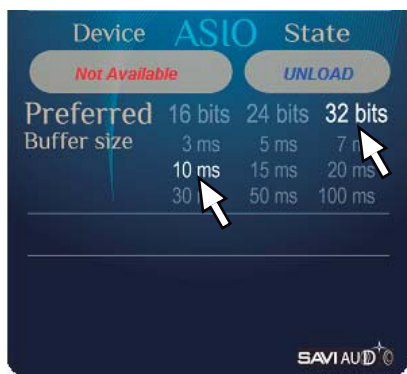 Device ASIO State
Not Available UNLOAD
Preferred 16 bits 24 bits 32 bits
Buffer size 3 ms 5 ms 7
10 ms 15 ms 20 ms
30 50 ms 100 ms
SAVI AUDIO